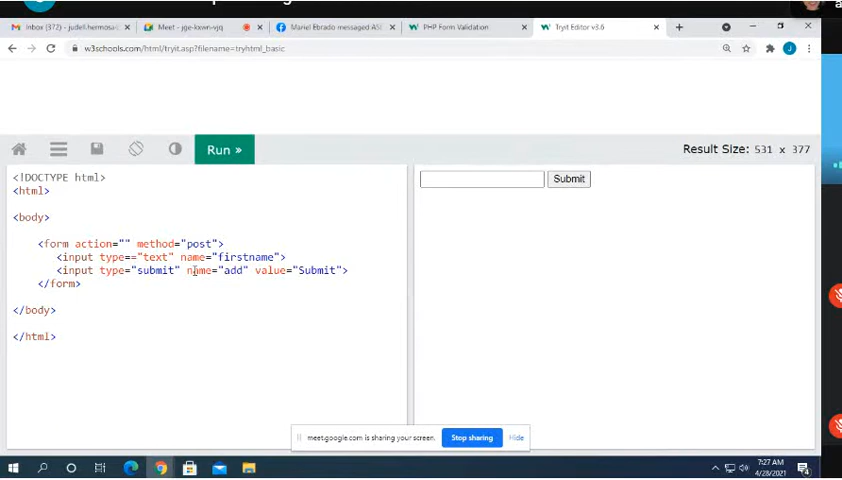 Inbox (372) - judell.hermosa
Meet - jge-kxwn-vjq
Mariel Ebrado messaged
PHP Form Validation
Tryit Editor v3.6
w3schools.com/html/tryit.asp?filename=tryhtml_basic
J
Run »
Result Size: 531 x 377
<!DOCTYPE html>
<html>
<body>
<form action="" method="post">
<input type=="text" name="firstname">
<input type="submit" name="add" value="Submit">
</form>
</body>
</html>
Submit
meet.google.com is sharing your screen.
Stop sharing
Hide
7:27 AM
4/28/2021
4